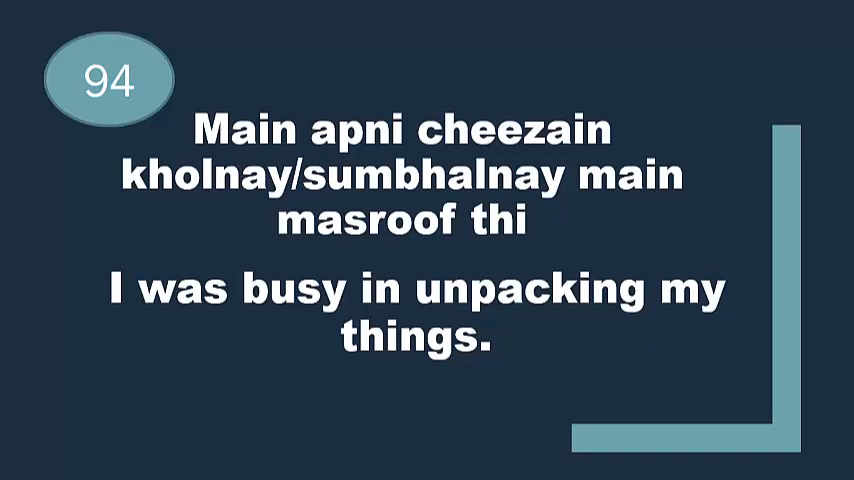 94
Main apni cheezain
kholnay/sumbhalnay main
masroof thi
I was busy in unpacking my
things.